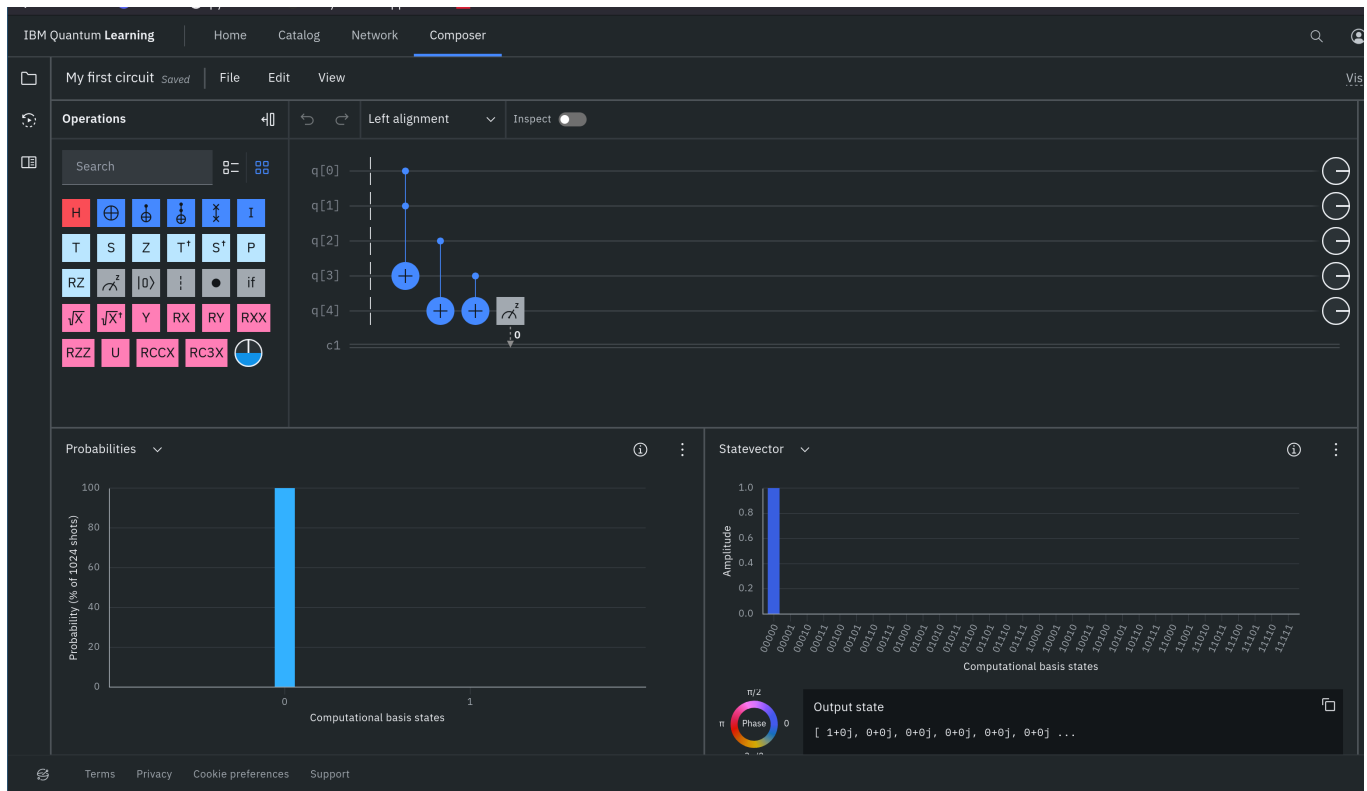 IBM Quantum Learning Home Catalog Network Composer
My first circuit Saved File Edit View Vis
Operations Left alignment Inspect
Search
H I
T S Z T† S† P
RZ z |0⟩ if
√X √X† Y RX RY RXX
RZZ U RCCX RC3X
q[0]
q[1]
q[2]
q[3]
q[4] z
0
c1
Probabilities
Probability (% of 1024 shots)
100
80
60
40
20
0
0 1
Computational basis states
Statevector
Amplitude
1.0
0.8
0.6
0.4
0.2
0.0
00000 00001 00010 00011 00100 00101 00110 00111 01000 01001 01010 01011 01100 01101 01110 01111 10000 10001 10010 10011 10100 10101 10110 10111 11000 11001 11010 11011 11100 11101 11110 11111
Computational basis states
π/2
π Phase 0
Output state
[ 1+0j, 0+0j, 0+0j, 0+0j, 0+0j, 0+0j ...
Terms Privacy Cookie preferences Support